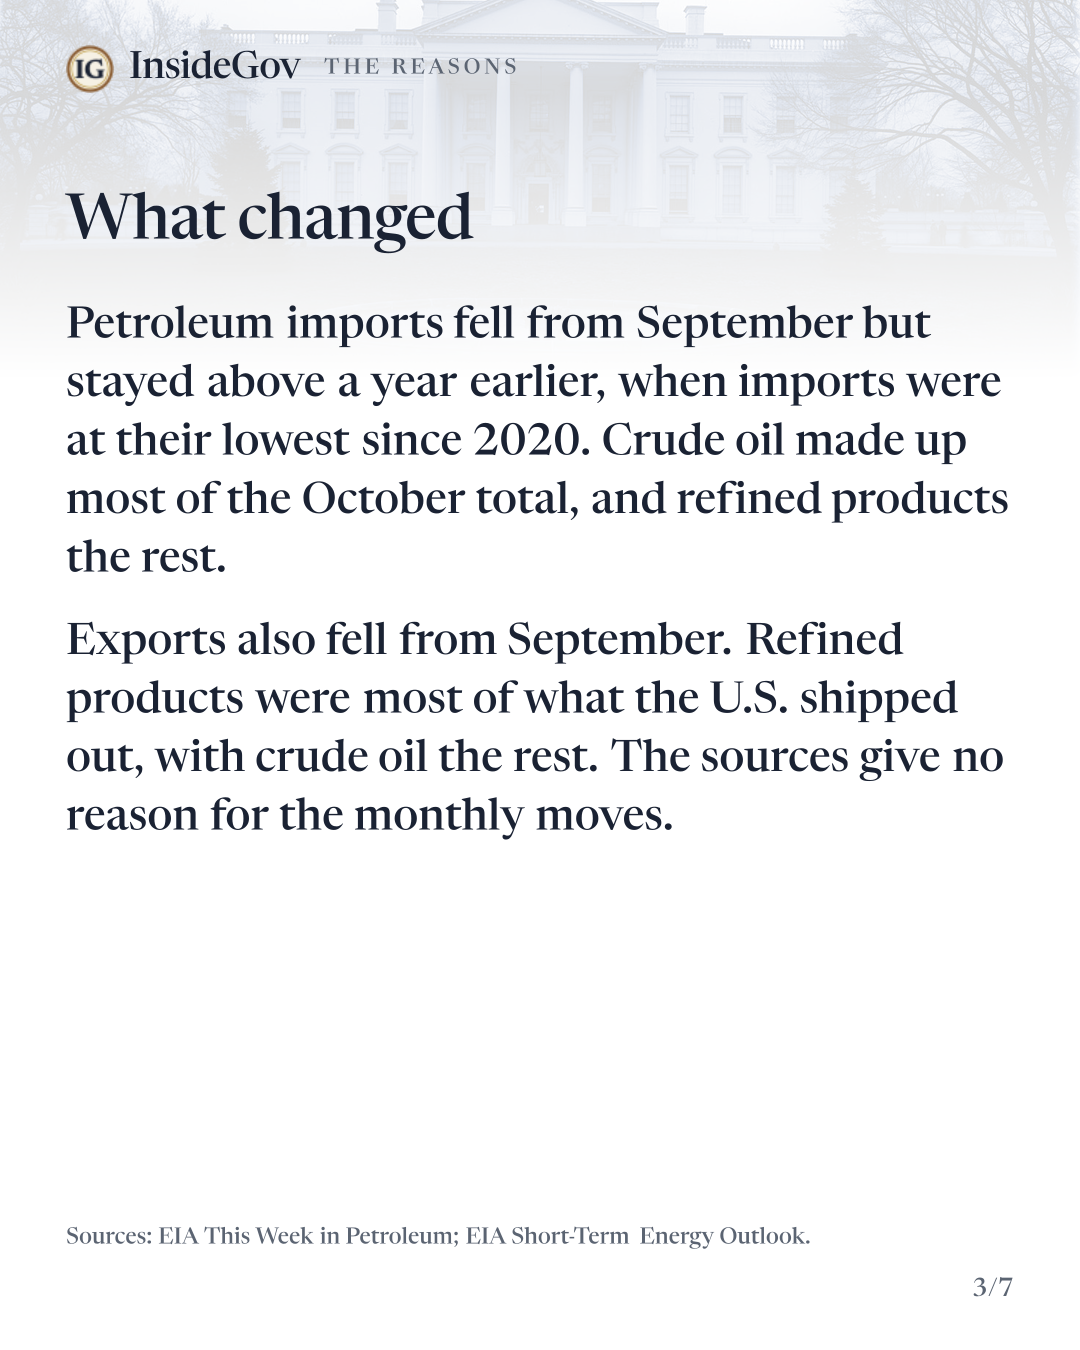 IG InsideGov THE REASONS
What changed
Petroleum imports fell from September but
stayed above a year earlier, when imports were
at their lowest since 2020. Crude oil made up
most of the October total, and refined products
the rest.
Exports also fell from September. Refined
products were most of what the U.S. shipped
out, with crude oil the rest. The sources give no
reason for the monthly moves.
Sources: EIA This Week in Petroleum; EIA Short-Term Energy Outlook.
3/7